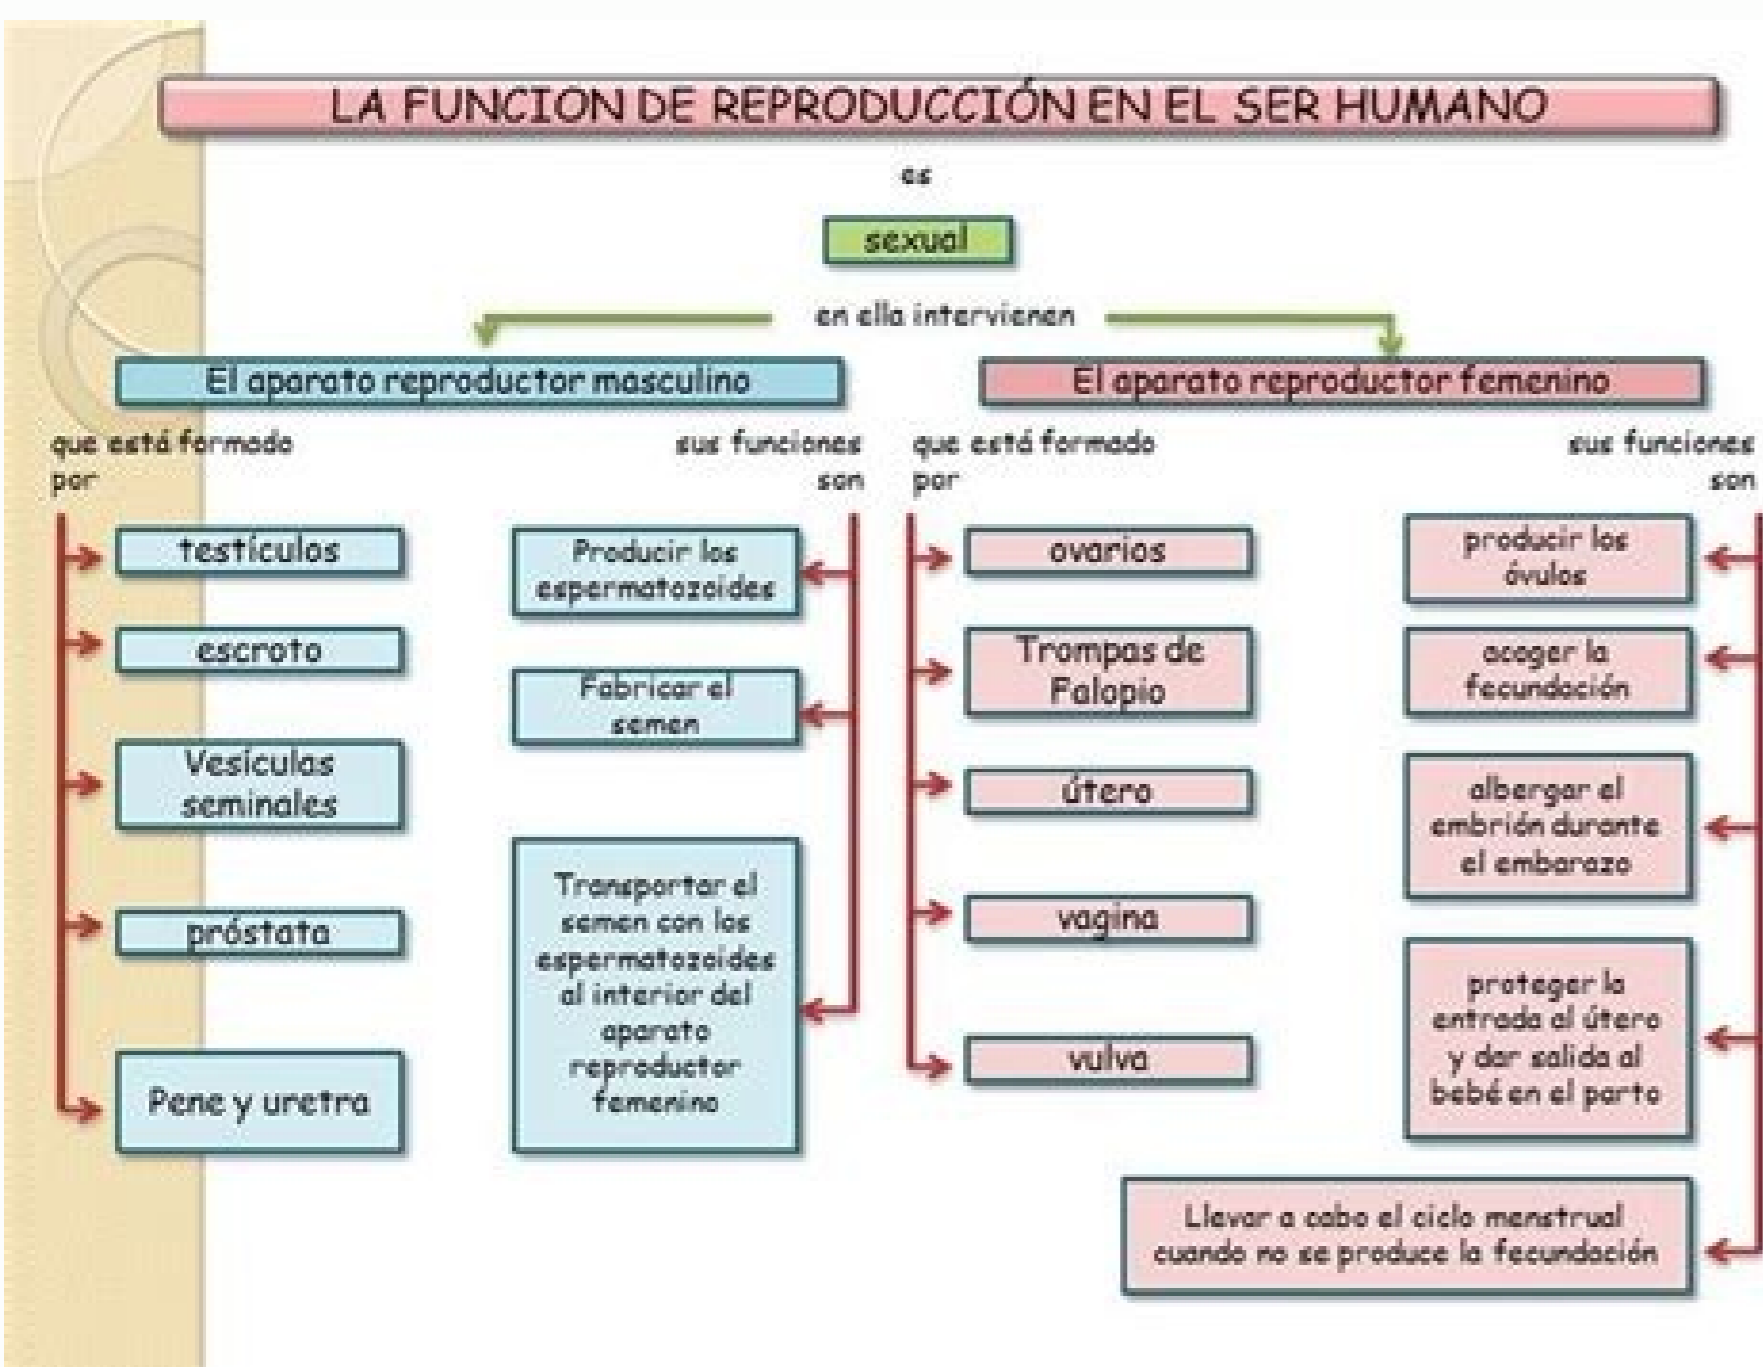 LA FUNCION DE REPRODUCCIÓN EN EL SER HUMANO
es
sexual
en ella intervienen
El aparato reproductor masculino
que está formado
por
testículos
escroto
Vesículas
seminales
próstata
Pene y uretra
sus funciones
son
Producir los
espermatozoides
Fabricar el
semen
Transportar el
semen con los
espermatozoides
al interior del
aparato
reproductor
femenino
El aparato reproductor femenino
que está formado
por
ovarios
Trompas de
Falopio
útero
vagina
vulva
sus funciones
son
producir los
óvulos
acoger la
fecundación
albergar el
embrión durante
el embarazo
proteger la
entrada al útero
y dar salida al
bebé en el parto
Llevar a cabo el ciclo menstrual
cuando no se produce la fecundación